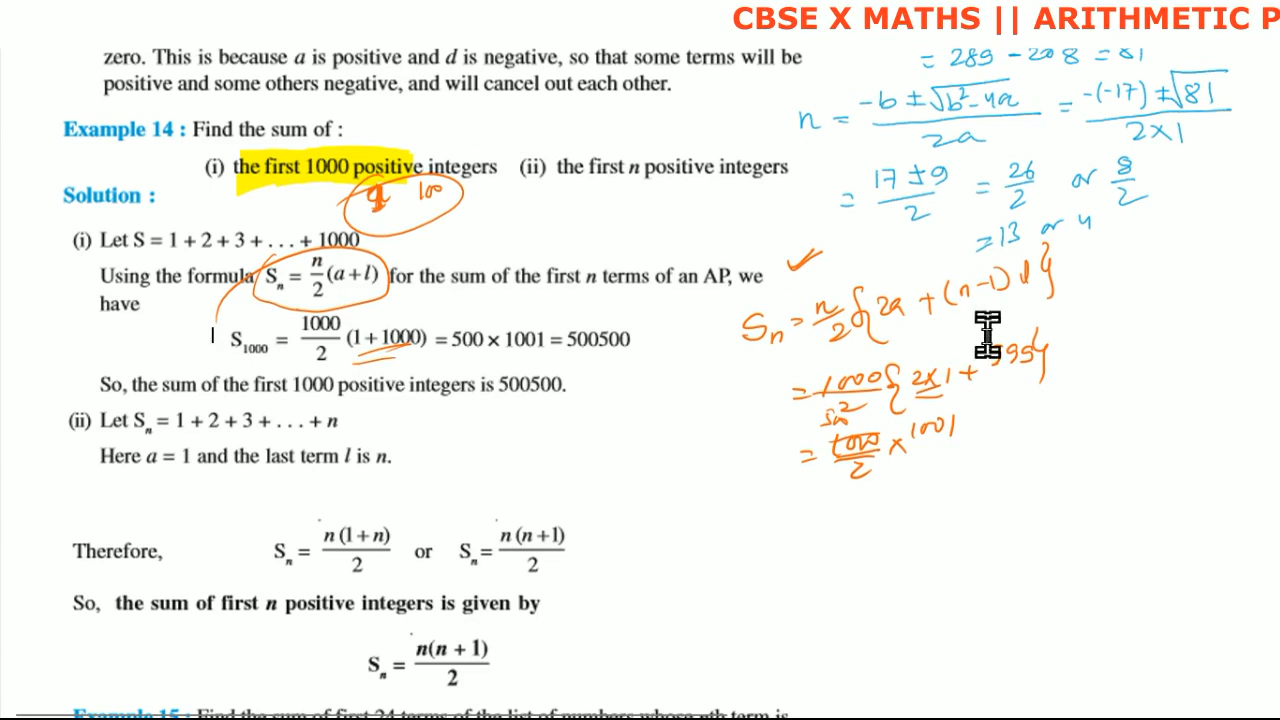 CBSE X MATHS || ARITHMETIC P
zero. This is because a is positive and d is negative, so that some terms will be
positive and some others negative, and will cancel out each other.
Example 14 : Find the sum of :
(i) the first 1000 positive integers (ii) the first n positive integers
Solution :
(i) Let S = 1 + 2 + 3 + . . . + 1000
Using the formula Sₙ = n/2 (a + l) for the sum of the first n terms of an AP, we
have
S₁₀₀₀ = 1000/2 (1 + 1000) = 500 × 1001 = 500500
So, the sum of the first 1000 positive integers is 500500.
(ii) Let Sₙ = 1 + 2 + 3 + . . . + n
Here a = 1 and the last term l is n.
Therefore, Sₙ = n (1 + n)/2 or Sₙ = n (n + 1)/2
So, the sum of first n positive integers is given by
Sₙ = n(n + 1)/2
= 289 - 208 = 81
n = -b ± √b² - 4a/2a = -(-17) ± √81/2×1
= 17 ± 9/2 = 26/2 or 8/2
= 13 or 4
100
Sₙ = n/2 { 2a + (n-1) d }
= 1000/2 { 2×1 +
= 1000/2 × 1001